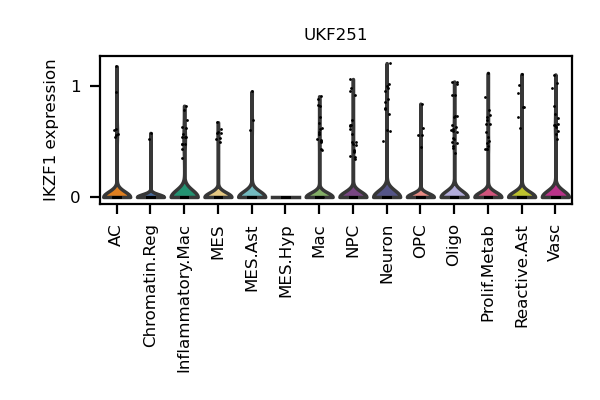 UKF251
IKZF1 expression
1
0
AC
Chromatin.Reg
Inflammatory.Mac
MES
MES.Ast
MES.Hyp
Mac
NPC
Neuron
OPC
Oligo
Prolif.Metab
Reactive.Ast
Vasc